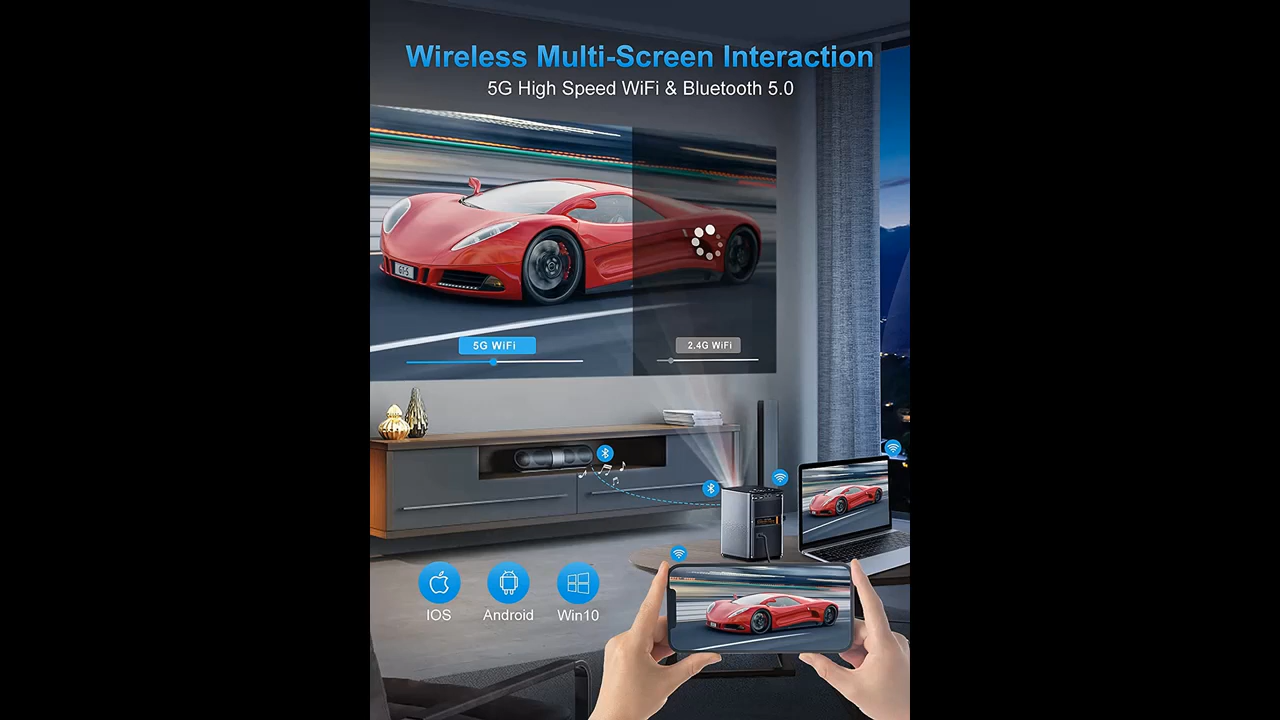 Wireless Multi-Screen Interaction
5G High Speed WiFi & Bluetooth 5.0
GT-S
5G WiFi
2.4G WiFi
IOS
Android
Win10